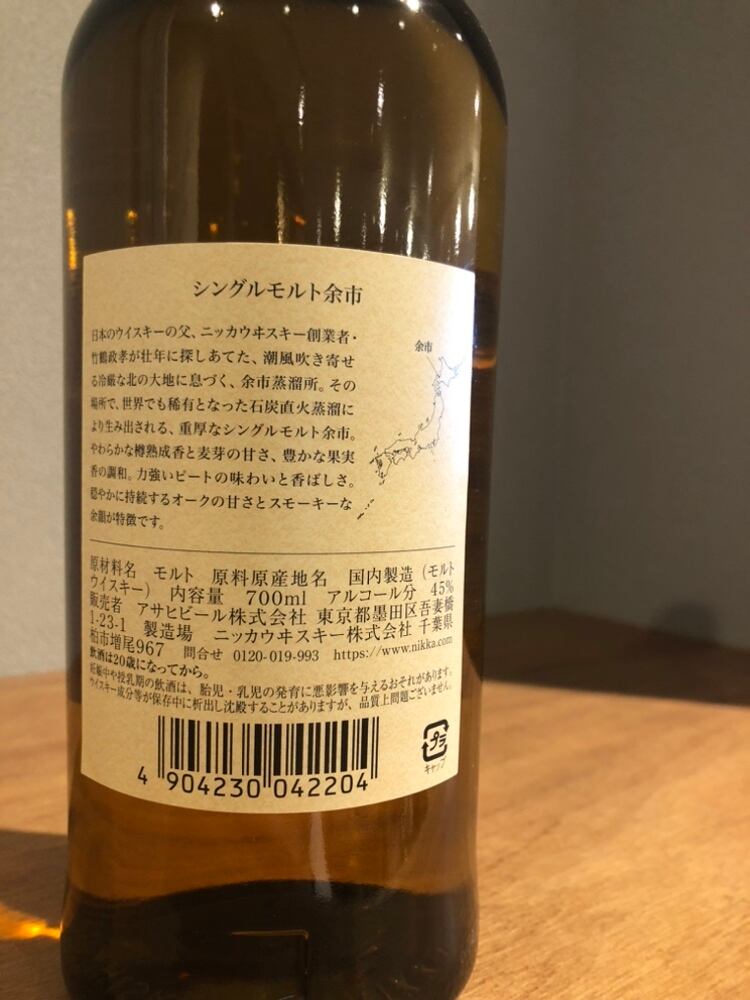 シングルモルト余市
日本のウイスキーの父、ニッカウヰスキー創業者・
竹鶴政孝が壮年に探しあてた、潮風吹き寄せ
る冷厳な北の大地に息づく、余市蒸溜所。その
場所で、世界でも稀有となった石炭直火蒸溜に
より生み出される、重厚なシングルモルト余市。
やわらかな樽熟成香と麦芽の甘さ、豊かな果実
香の調和。力強いピートの味わいと香ばしさ。
穏やかに持続するオークの甘さとスモーキーな
余韻が特徴です。
余市
原材料名 モルト 原料原産地名 国内製造（モルト
ウイスキー） 内容量 700ml アルコール分 45%
販売者 アサヒビール株式会社 東京都墨田区吾妻橋
1-23-1 製造場 ニッカウヰスキー株式会社 千葉県
柏市増尾967 問合せ 0120-019-993 https://www.nikka.com
飲酒は20歳になってから。
妊娠中や授乳期の飲酒は、胎児・乳児の発育に悪影響を与えるおそれがあります。
ウイスキー成分等が保存中に析出し沈殿することがありますが、品質上問題ございません。
4 904230 042204
プラ
キャップ